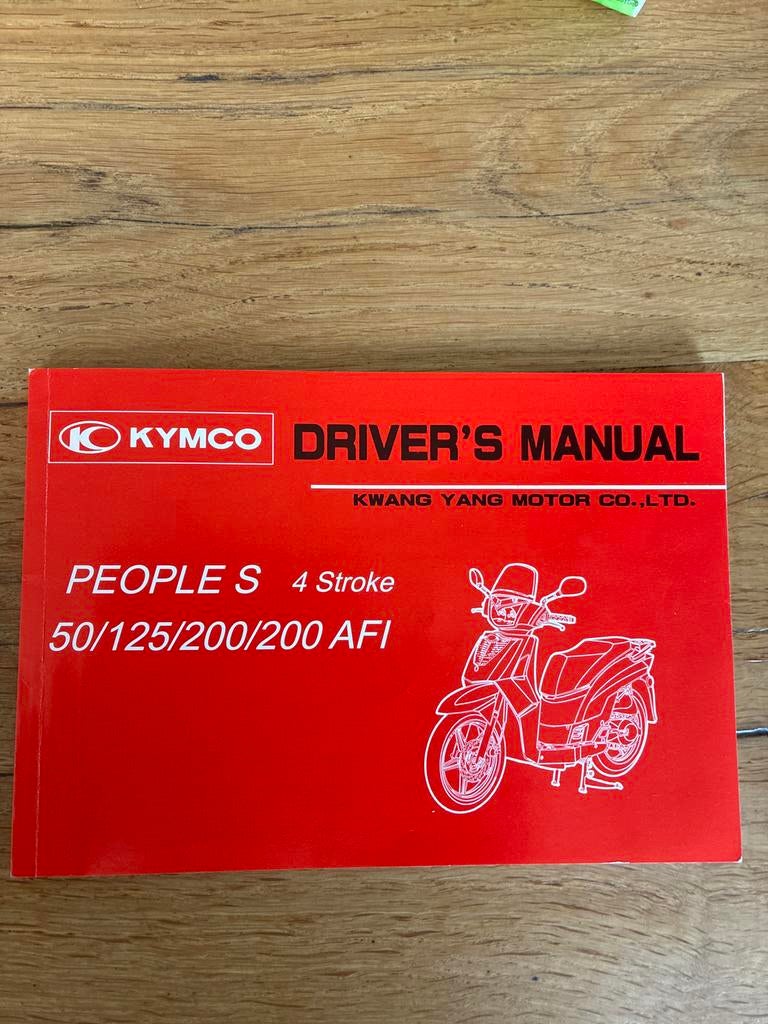 KYMCO DRIVER'S MANUAL
KWANG YANG MOTOR CO.,LTD.
PEOPLE S 4 Stroke
50/125/200/200 AFI